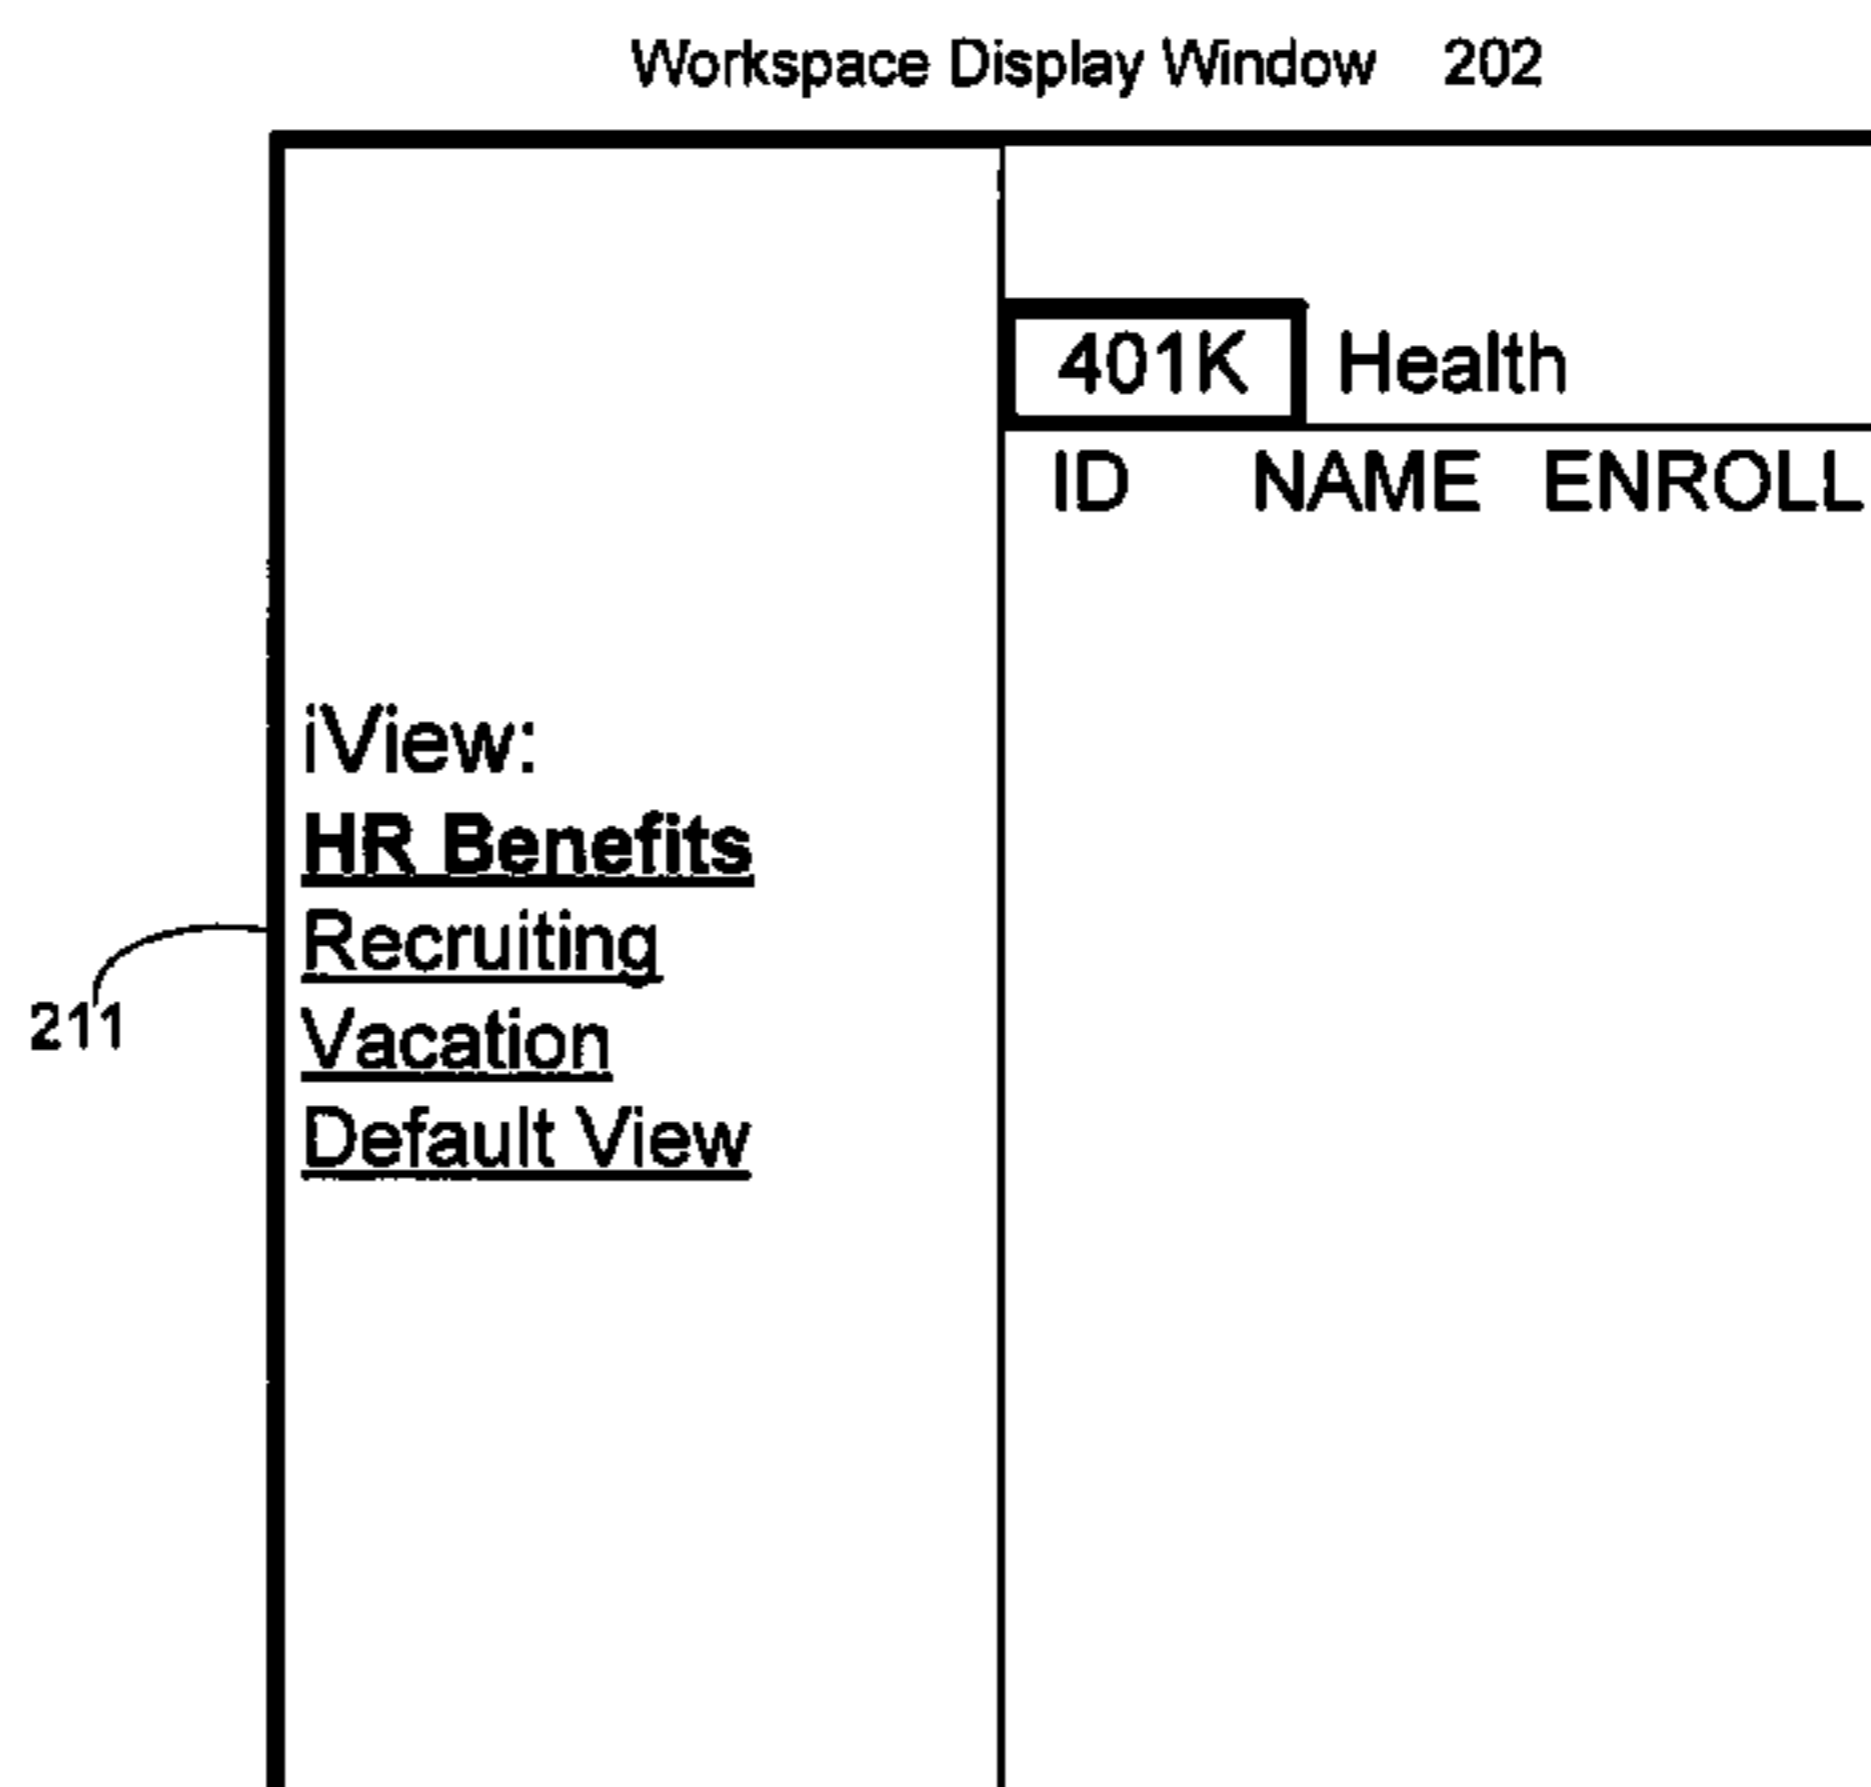 Workspace Display Window 202
401K Health
ID NAME ENROLL
iView:
HR Benefits
Recruiting
Vacation
Default View
211